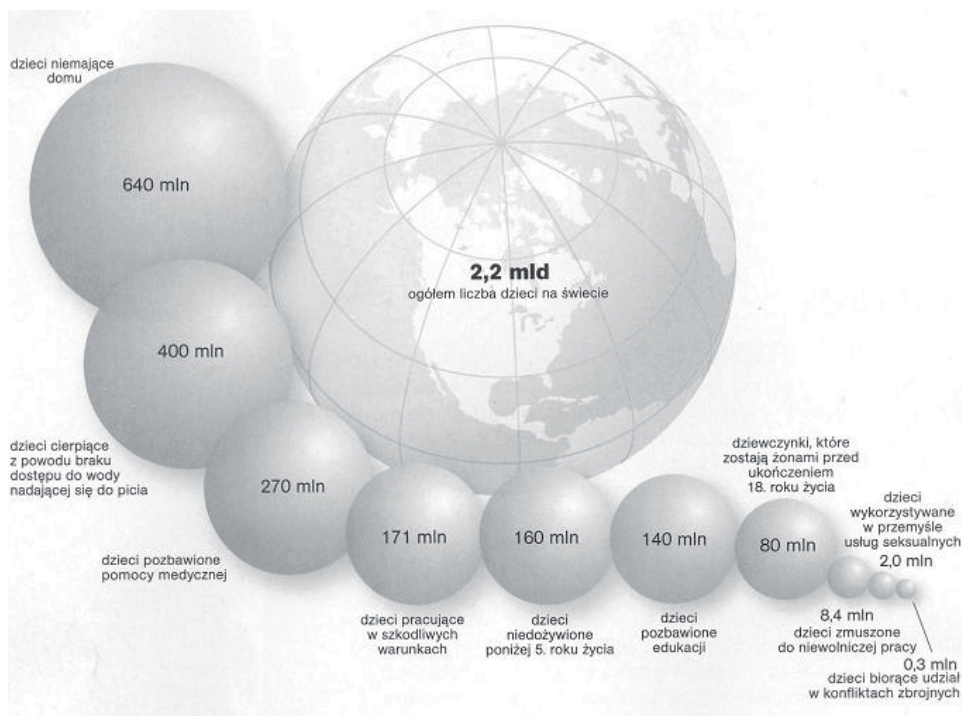 dzieci niemające
domu
640 mln
2,2 mld
ogółem liczba dzieci na świecie
400 mln
dzieci cierpiące
z powodu braku
dostępu do wody
nadającej się do picia
270 mln
dzieci pozbawione
pomocy medycznej
171 mln
dzieci pracujące
w szkodliwych
warunkach
160 mln
dzieci
niedożywione
poniżej 5. roku życia
140 mln
dzieci
pozbawione
edukacji
dziewczynki, które
zostają żonami przed
ukończeniem
18. roku życia
80 mln
dzieci
wykorzystywane
w przemyśle
usług seksualnych
2,0 mln
8,4 mln
dzieci zmuszone
do niewolniczej pracy
0,3 mln
dzieci biorące udział
w konfliktach zbrojnych